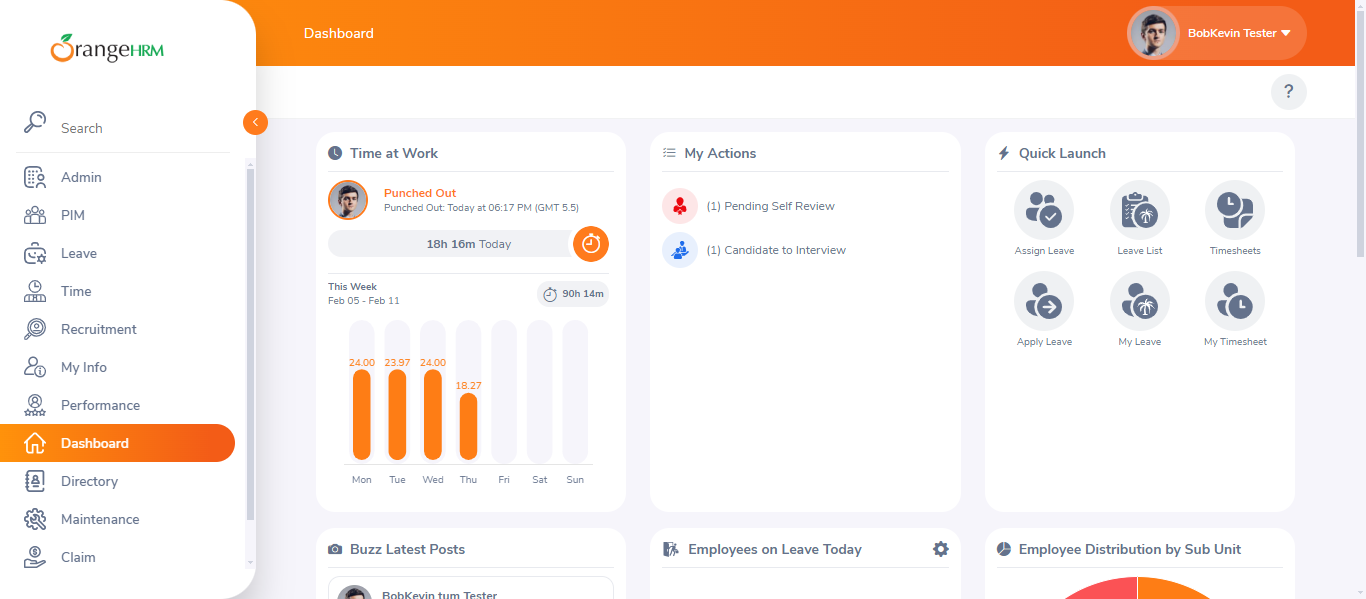 OrangeHRM
Search
Admin
PIM
Leave
Time
Recruitment
My Info
Performance
Dashboard
Directory
Maintenance
Claim
Dashboard
BobKevin Tester
?
Time at Work
Punched Out
Punched Out: Today at 06:17 PM (GMT 5.5)
18h 16m Today
This Week
Feb 05 - Feb 11
90h 14m
24.00 23.97 24.00 18.27
Mon Tue Wed Thu Fri Sat Sun
My Actions
(1) Pending Self Review
(1) Candidate to Interview
Quick Launch
Assign Leave Leave List Timesheets
Apply Leave My Leave My Timesheet
Buzz Latest Posts
BobKevin tum Tester
Employees on Leave Today
Employee Distribution by Sub Unit